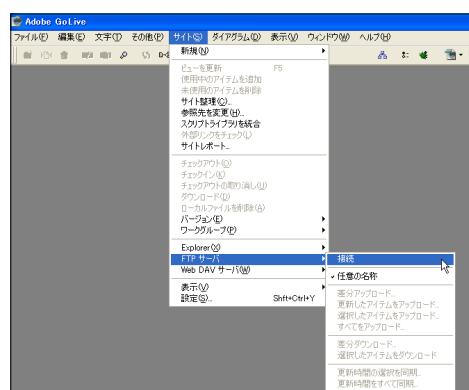 Adobe GoLive
ファイル(F) 編集(E) 文字(T) その他(P) サイト(S) ダイアグラム(D) 表示(V) ウィンドウ(W) ヘルプ(H)
新規(N)
ビューを更新 F5
使用中のアイテムを追加
未使用のアイテムを削除
サイト整理(C)...
参照先を変更(H)...
スクリプトライブラリを統合
外部リンクをチェック(L)
サイトレポート...
チェックアウト(O)
チェックイン(K)
チェックアウトの取り消し(U)
ダウンロード(D)
ローカルファイルを削除(A)
バージョン(E)
ワークグループ(P)
Explorer(X)
FTP サーバ
Web DAV サーバ(W)
表示(V)
設定(G)... Shft+Ctrl+Y
接続
任意の名称
差分アップロード...
更新したアイテムをアップロード...
選択したアイテムをアップロード...
すべてをアップロード...
差分ダウンロード...
選択したアイテムをダウンロード
更新時間の選択を同期...
更新時間をすべて同期...